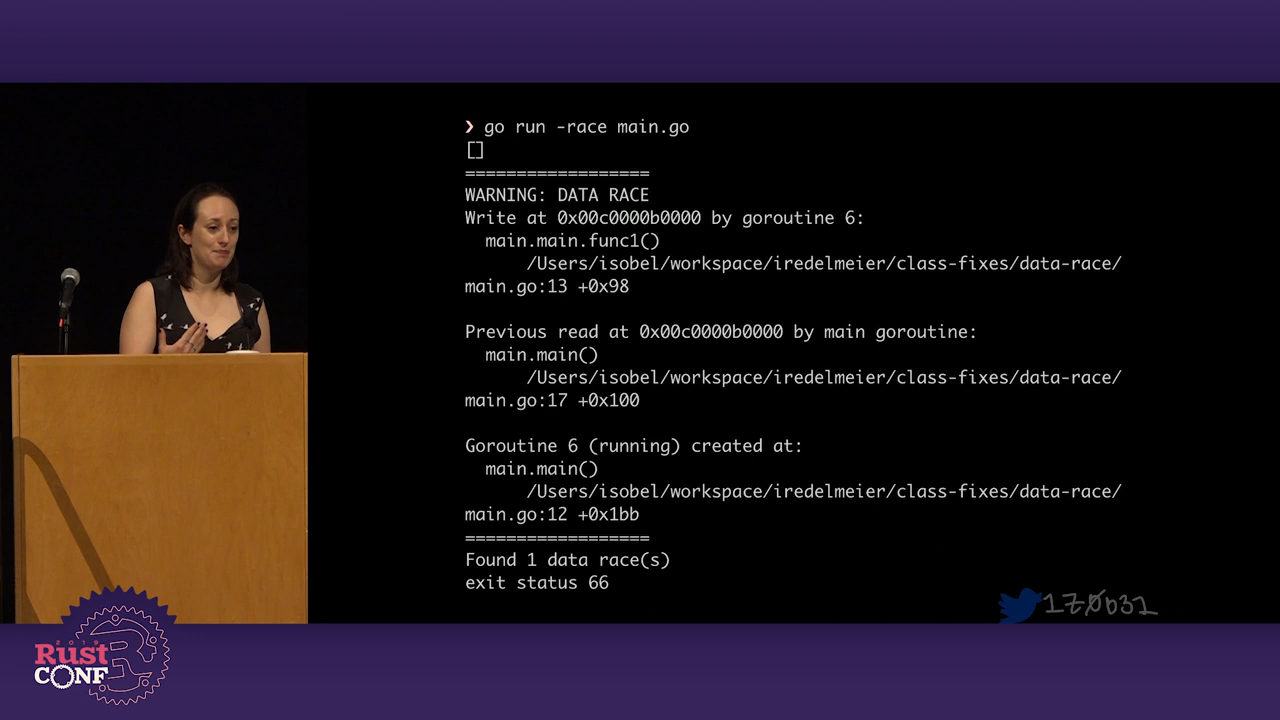 ❯ go run -race main.go
[]
==================
WARNING: DATA RACE
Write at 0x00c0000b0000 by goroutine 6:
  main.main.func1()
      /Users/isobel/workspace/iredelmeier/class-fixes/data-race/
main.go:13 +0x98

Previous read at 0x00c0000b0000 by main goroutine:
  main.main()
      /Users/isobel/workspace/iredelmeier/class-fixes/data-race/
main.go:17 +0x100

Goroutine 6 (running) created at:
  main.main()
      /Users/isobel/workspace/iredelmeier/class-fixes/data-race/
main.go:12 +0x1bb
==================
Found 1 data race(s)
exit status 66
1Z0b31
2019
Rust
CONF
R